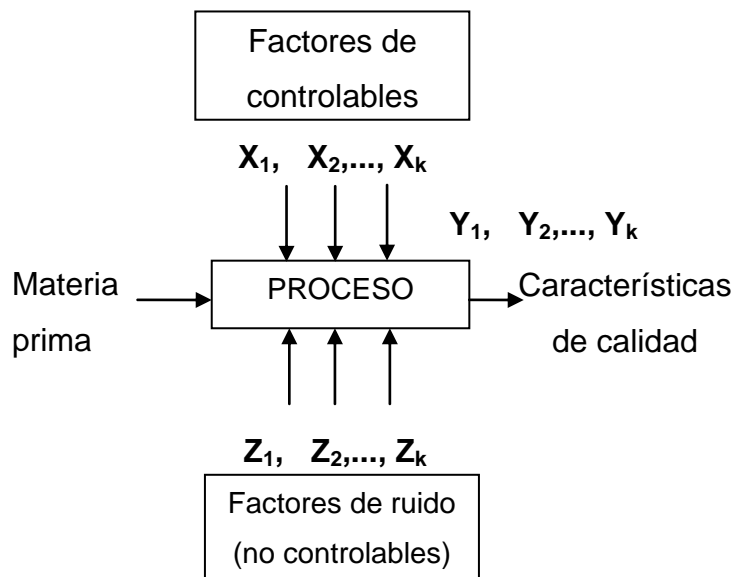 Factores de
controlables
X₁, X₂,..., Xₖ
Y₁, Y₂,..., Yₖ
Materia
prima
PROCESO
Características
de calidad
Z₁, Z₂,..., Zₖ
Factores de ruido
(no controlables)